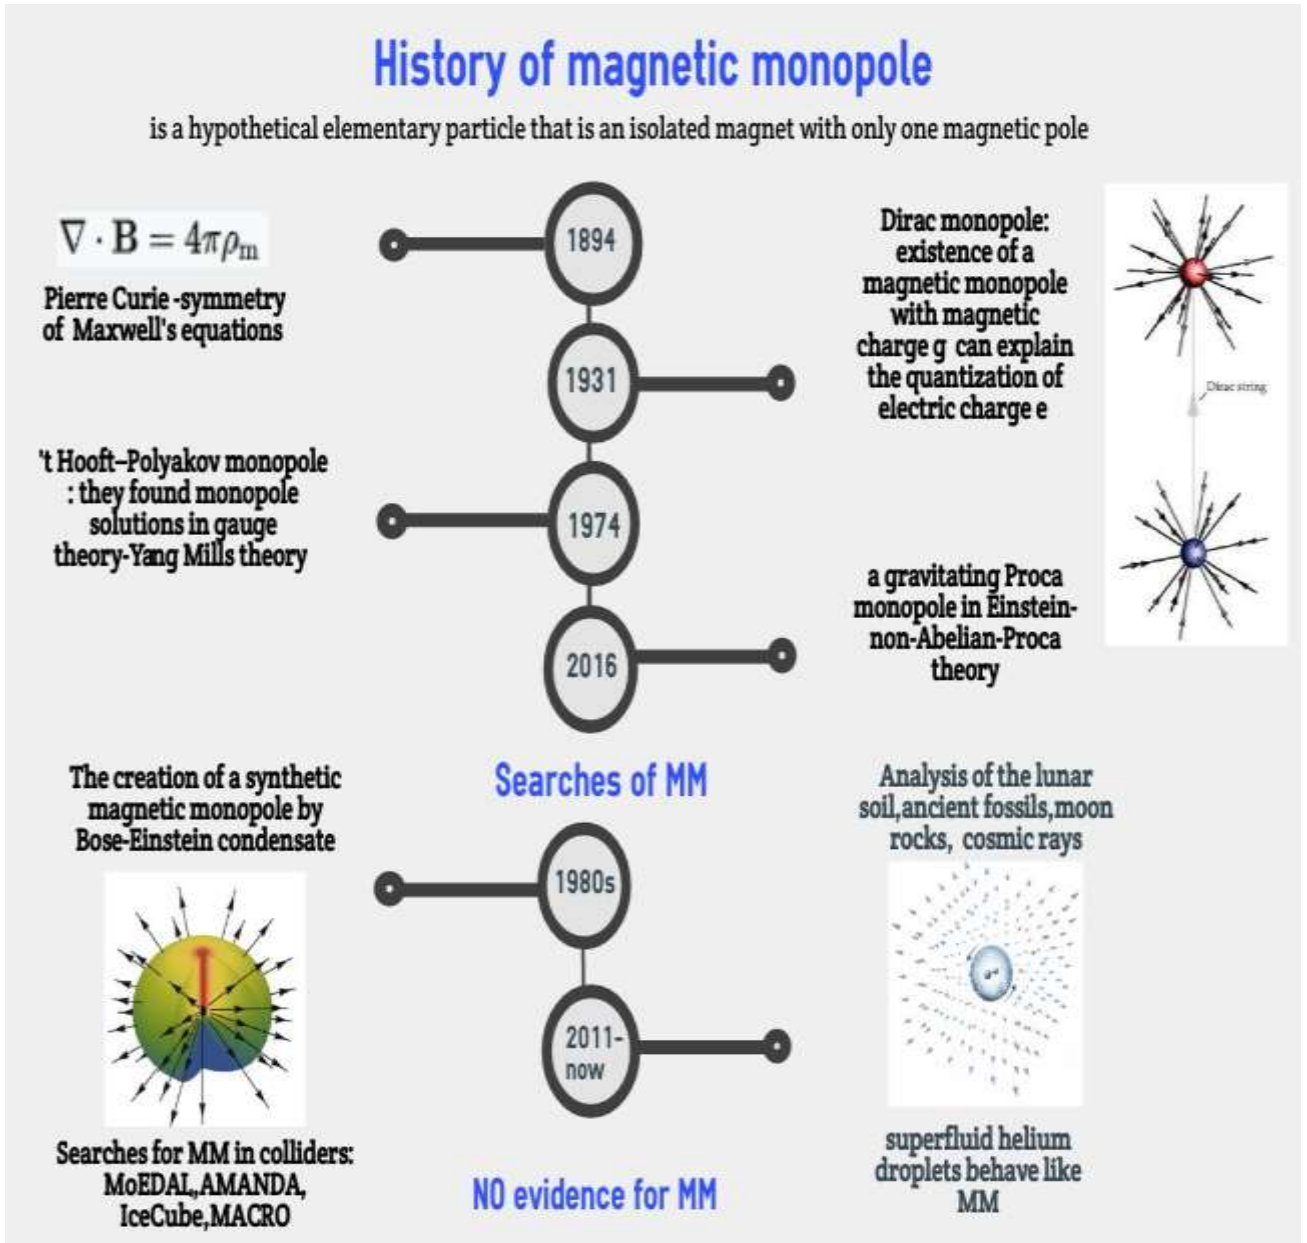 History of magnetic monopole
is a hypothetical elementary particle that is an isolated magnet with only one magnetic pole
∇ · B = 4πρm
Pierre Curie -symmetry
of Maxwell's equations
1894
1931
Dirac monopole:
existence of a
magnetic monopole
with magnetic
charge g can explain
the quantization of
electric charge e
Dirac string
't Hooft–Polyakov monopole
: they found monopole
solutions in gauge
theory-Yang Mills theory
1974
2016
a gravitating Proca
monopole in Einstein-
non-Abelian-Proca
theory
Searches of MM
The creation of a synthetic
magnetic monopole by
Bose-Einstein condensate
1980s
Analysis of the lunar
soil,ancient fossils,moon
rocks, cosmic rays
2011-
now
Searches for MM in colliders:
MoEDAL,AMANDA,
IceCube,MACRO
NO evidence for MM
superfluid helium
droplets behave like
MM